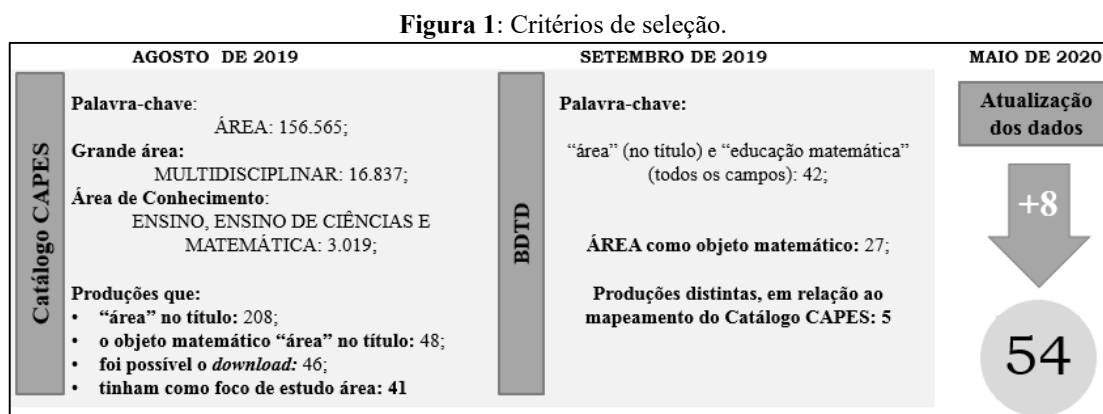 Figura 1: Critérios de seleção.
AGOSTO DE 2019
Catálogo CAPES
Palavra-chave:
ÁREA: 156.565;
Grande área:
MULTIDISCIPLINAR: 16.837;
Área de Conhecimento:
ENSINO, ENSINO DE CIÊNCIAS E
MATEMÁTICA: 3.019;
Produções que:
• “área” no título: 208;
• o objeto matemático “área” no título: 48;
• foi possível o download: 46;
• tinham como foco de estudo área: 41
SETEMBRO DE 2019
BDTD
Palavra-chave:
“área” (no título) e “educação matemática”
(todos os campos): 42;
ÁREA como objeto matemático: 27;
Produções distintas, em relação ao
mapeamento do Catálogo CAPES: 5
MAIO DE 2020
Atualização
dos dados
+8
54